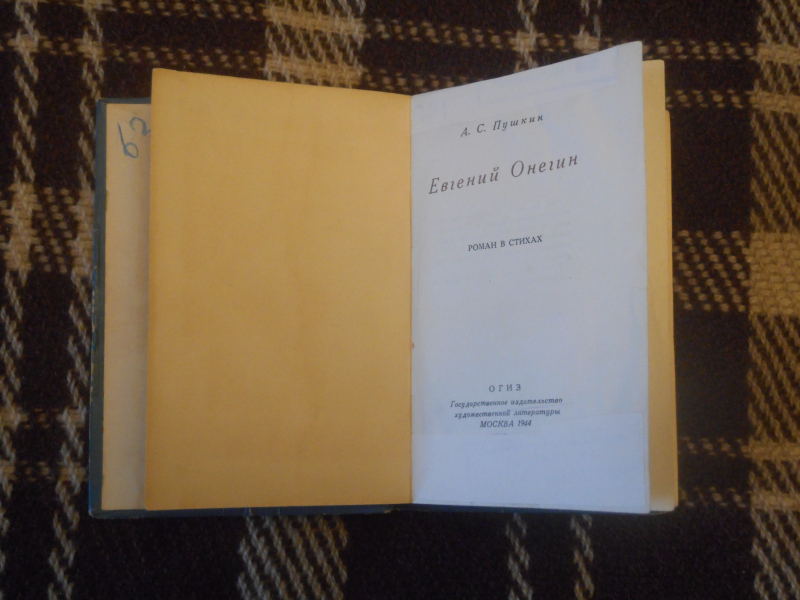 А. С. Пушкин
Евгений Онегин
РОМАН В СТИХАХ
ОГИЗ
Государственное издательство
художественной литературы
МОСКВА 1944